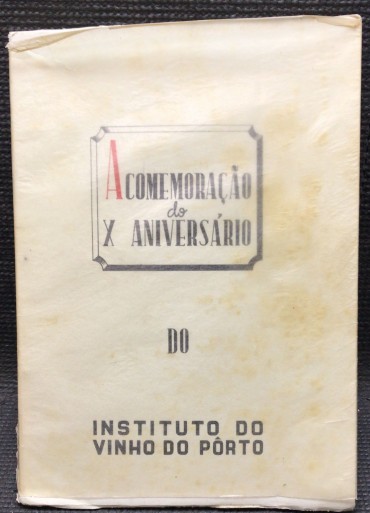 A COMEMORAÇÃO
do
X ANIVERSÁRIO
DO
INSTITUTO DO
VINHO DO PÔRTO